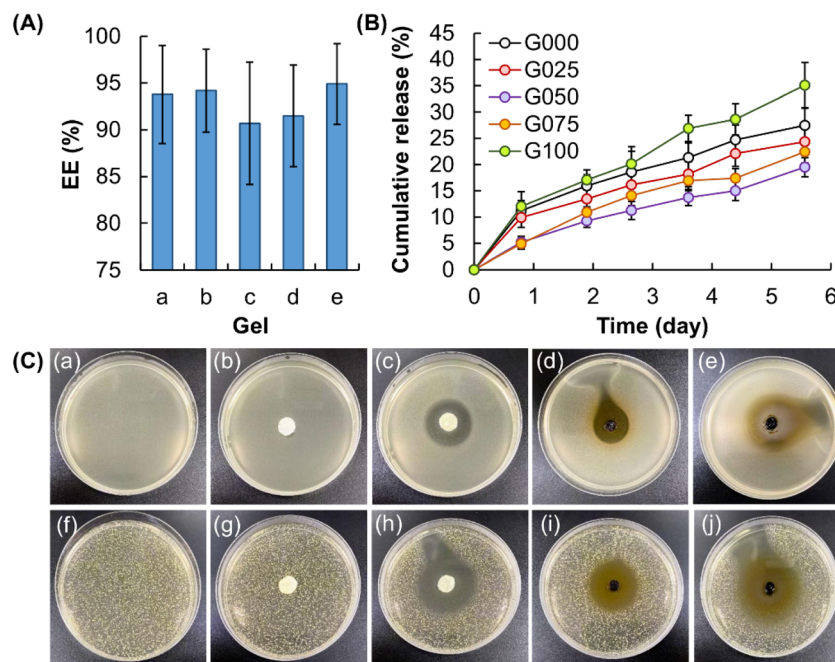 (A)
100
95
90
85
80
75
EE (%)
a b c d e
Gel
(B)
45
40
35
30
25
20
15
10
5
0
Cumulative release (%)
G000
G025
G050
G075
G100
0 1 2 3 4 5 6
Time (day)
(C)
(a) (b) (c) (d) (e)
(f) (g) (h) (i) (j)